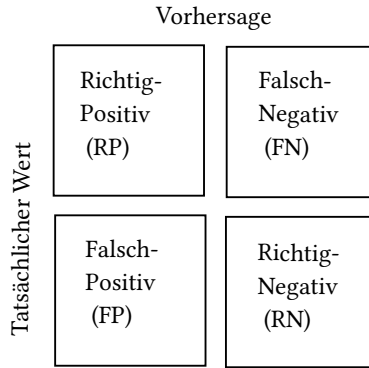 Vorhersage
Richtig-
Positiv
(RP)
Falsch-
Negativ
(FN)
Tatsächlicher Wert
Falsch-
Positiv
(FP)
Richtig-
Negativ
(RN)